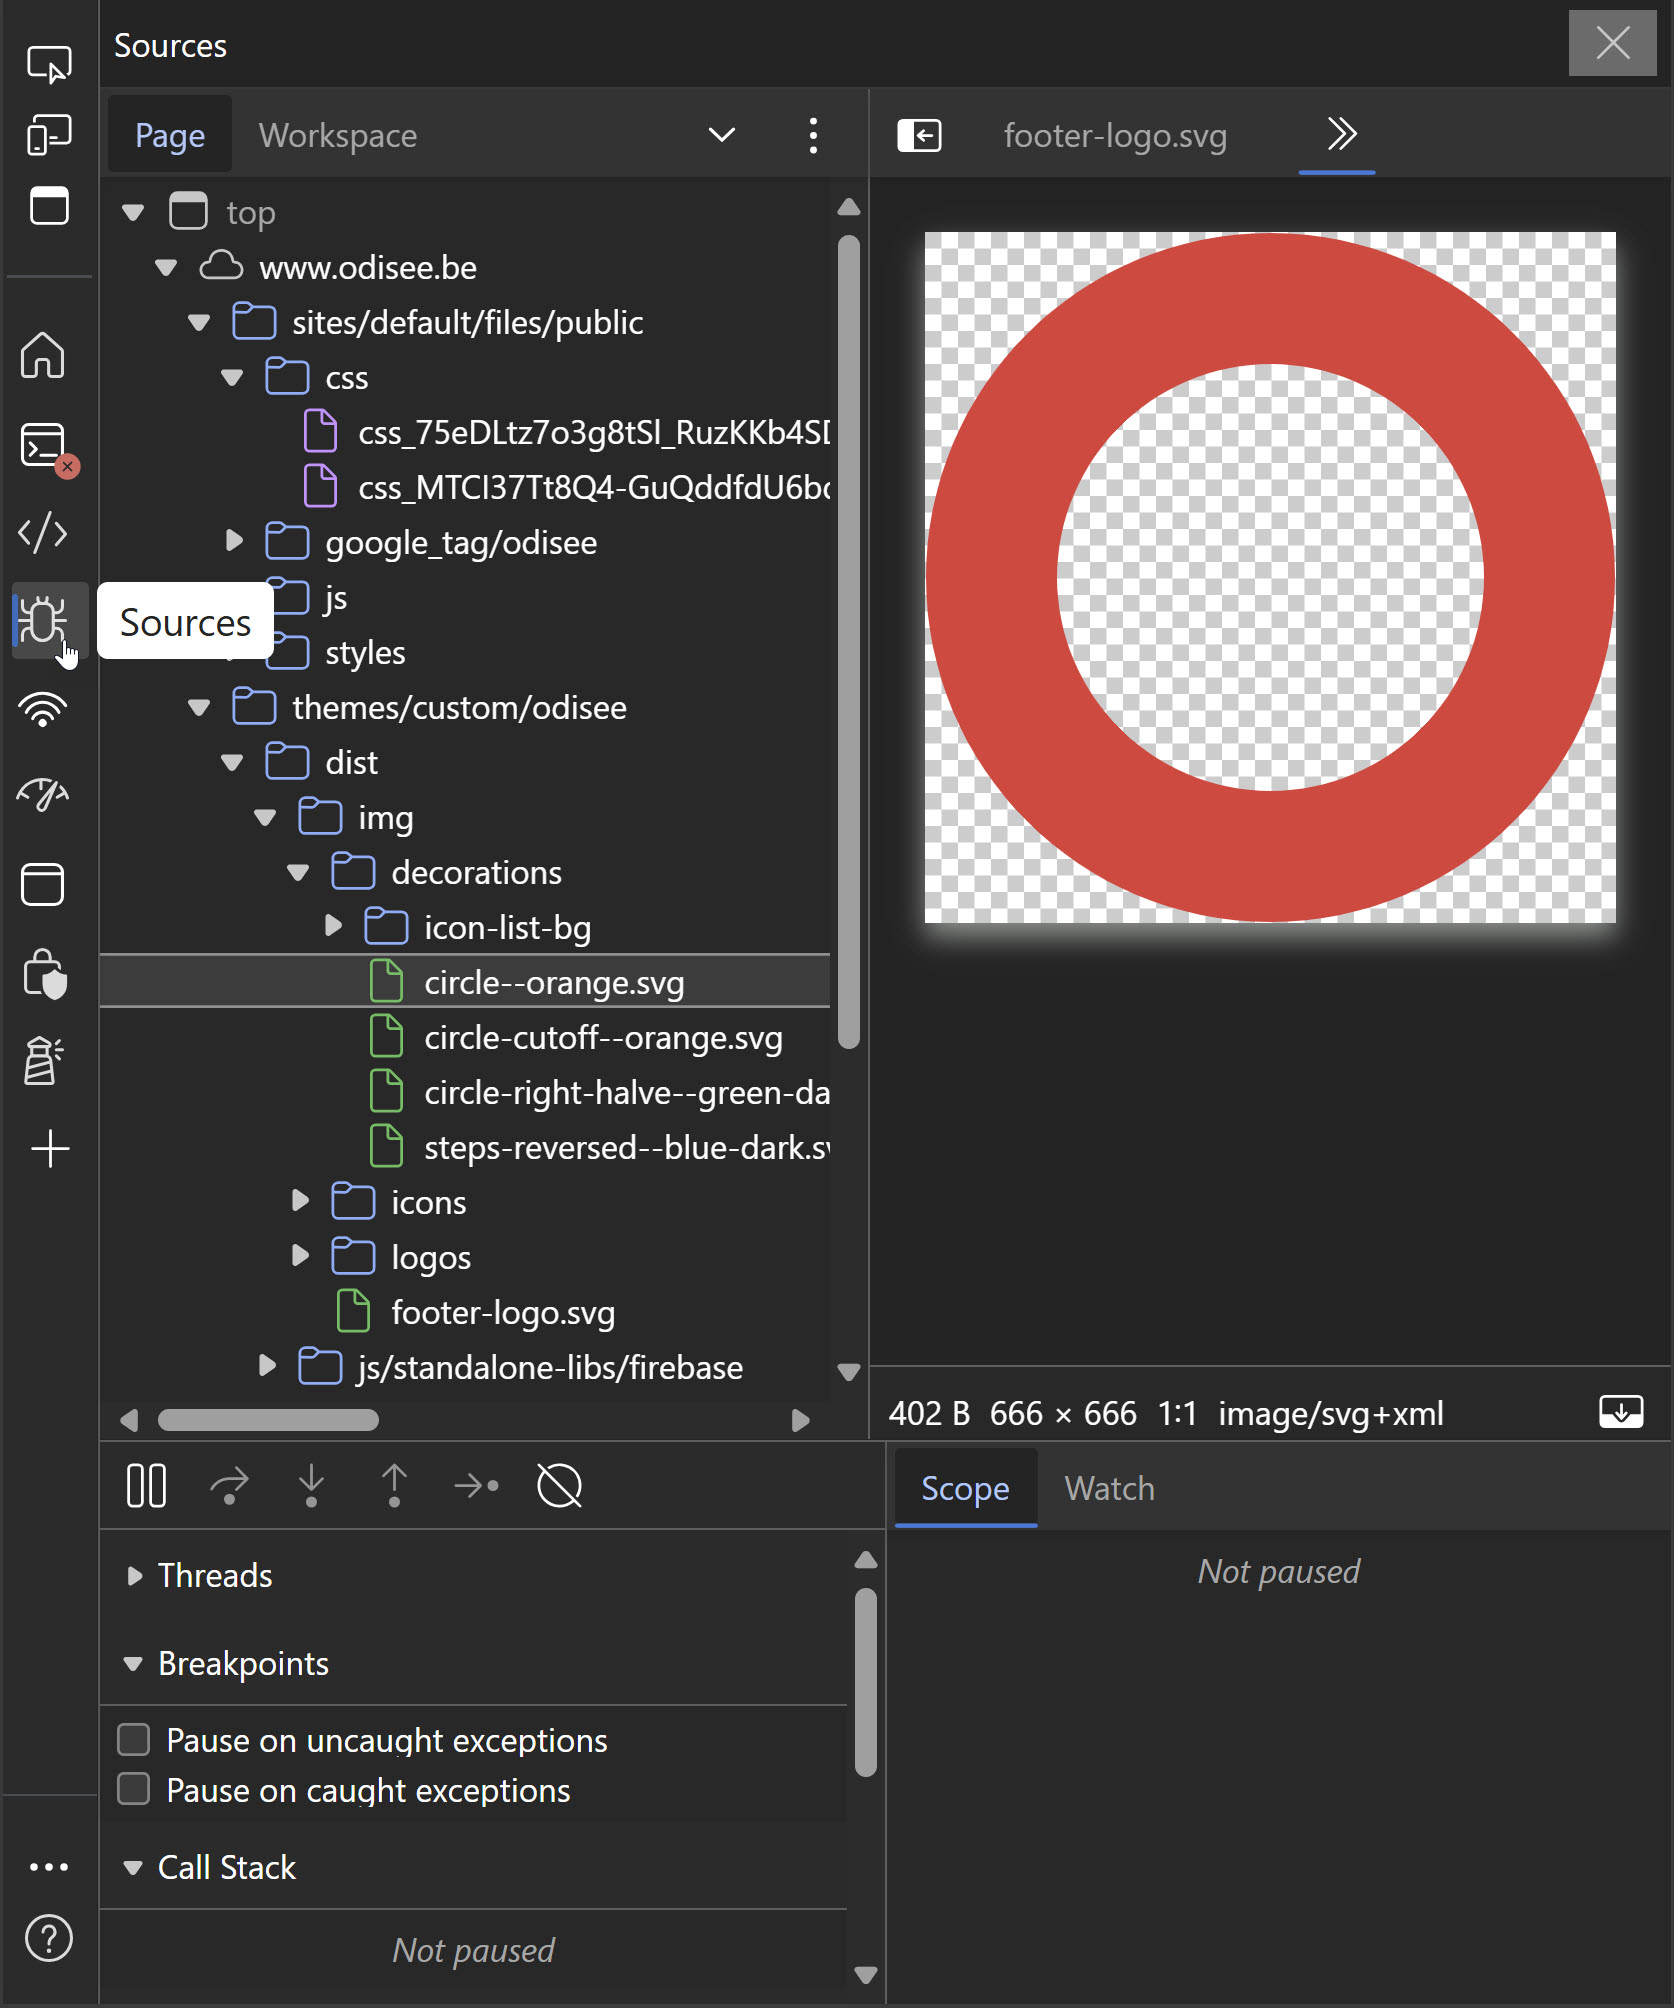 Sources
Page Workspace
footer-logo.svg
top
www.odisee.be
sites/default/files/public
css
css_75eDLtz7o3g8tSl_RuzKKb4S
css_MTCI37Tt8Q4-GuQddfdU6b
google_tag/odisee
js
Sources
styles
themes/custom/odisee
dist
img
decorations
icon-list-bg
circle--orange.svg
circle-cutoff--orange.svg
circle-right-halve--green-da
steps-reversed--blue-dark.s
icons
logos
footer-logo.svg
js/standalone-libs/firebase
402 B 666 × 666 1:1 image/svg+xml
Scope Watch
Not paused
Threads
Breakpoints
Pause on uncaught exceptions
Pause on caught exceptions
Call Stack
Not paused